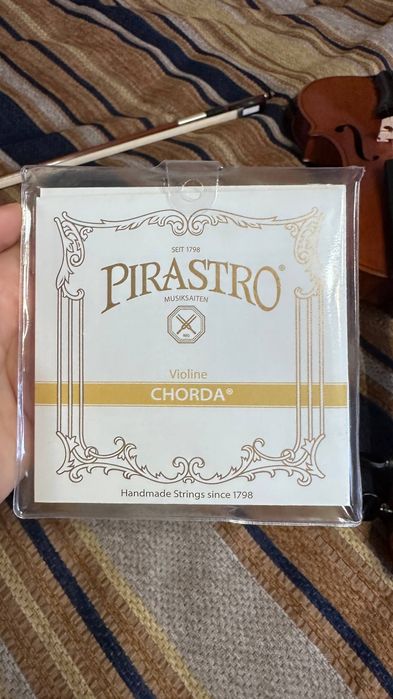 SEIT 1798
PIRASTRO®
MUSIKSAITEN
Violine
CHORDA®
Handmade Strings since 1798